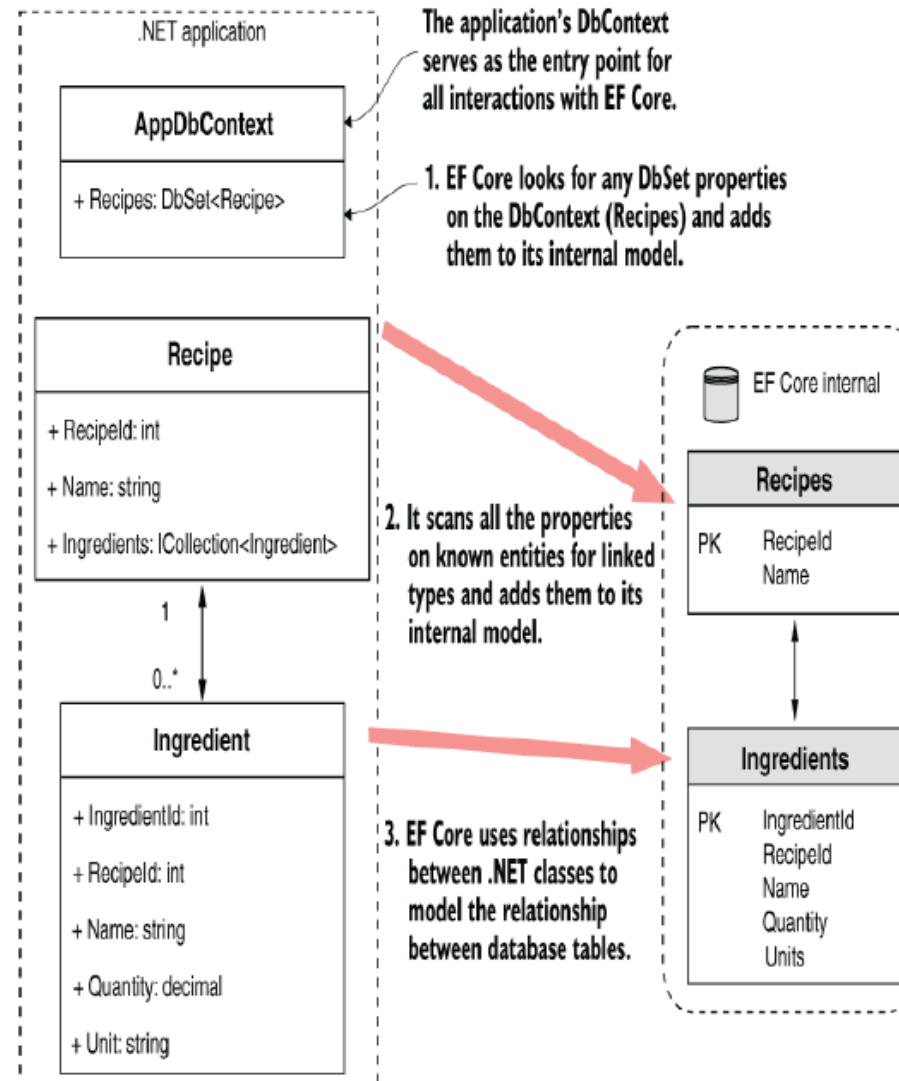 .NET application
The application's DbContext
serves as the entry point for
all interactions with EF Core.
AppDbContext
+ Recipes: DbSet<Recipe>
1. EF Core looks for any DbSet properties
on the DbContext (Recipes) and adds
them to its internal model.
Recipe
+ RecipeId: int
+ Name: string
+ Ingredients: ICollection<Ingredient>
1
0..*
2. It scans all the properties
on known entities for linked
types and adds them to its
internal model.
EF Core internal
Recipes
PK RecipeId
Name
Ingredient
+ IngredientId: int
+ RecipeId: int
+ Name: string
+ Quantity: decimal
+ Unit: string
3. EF Core uses relationships
between .NET classes to
model the relationship
between database tables.
Ingredients
PK IngredientId
RecipeId
Name
Quantity
Units